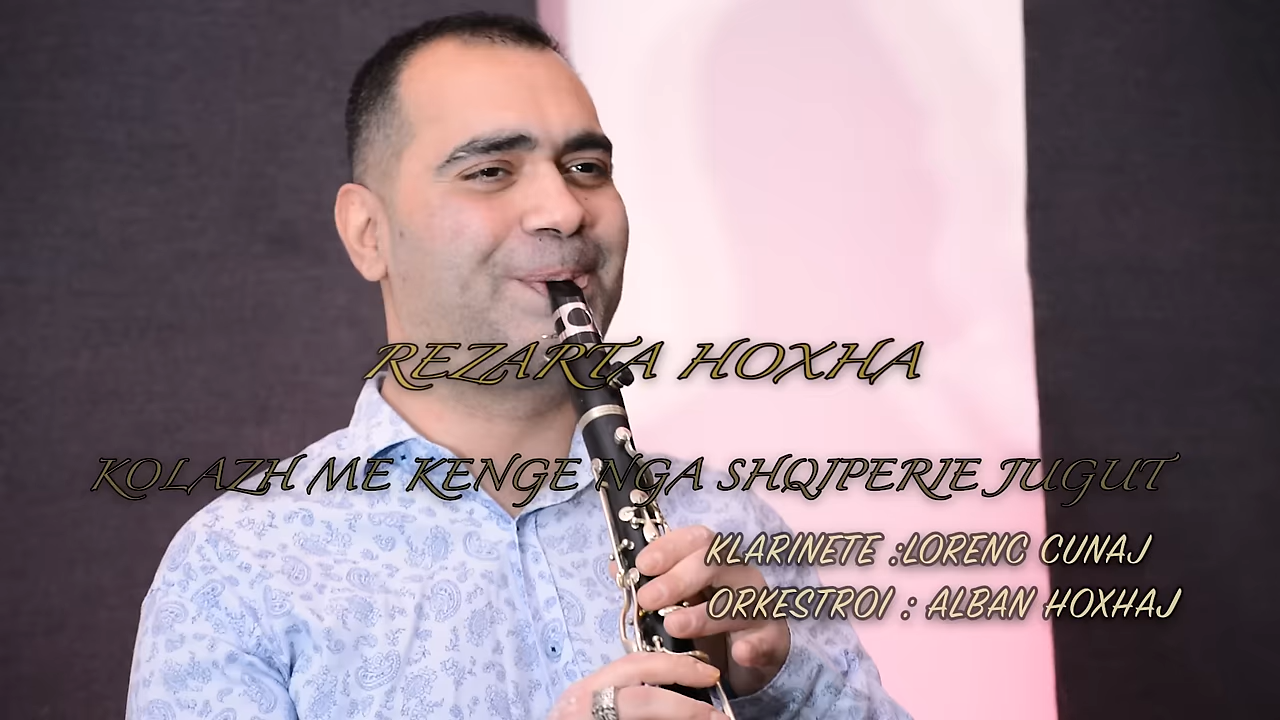 REZARTA HOXHA
KOLAZH ME KENGE NGA SHQIPERIE JUGUT
KLARINETE :LORENC CUNAJ
ORKESTROI : ALBAN HOXHAJ